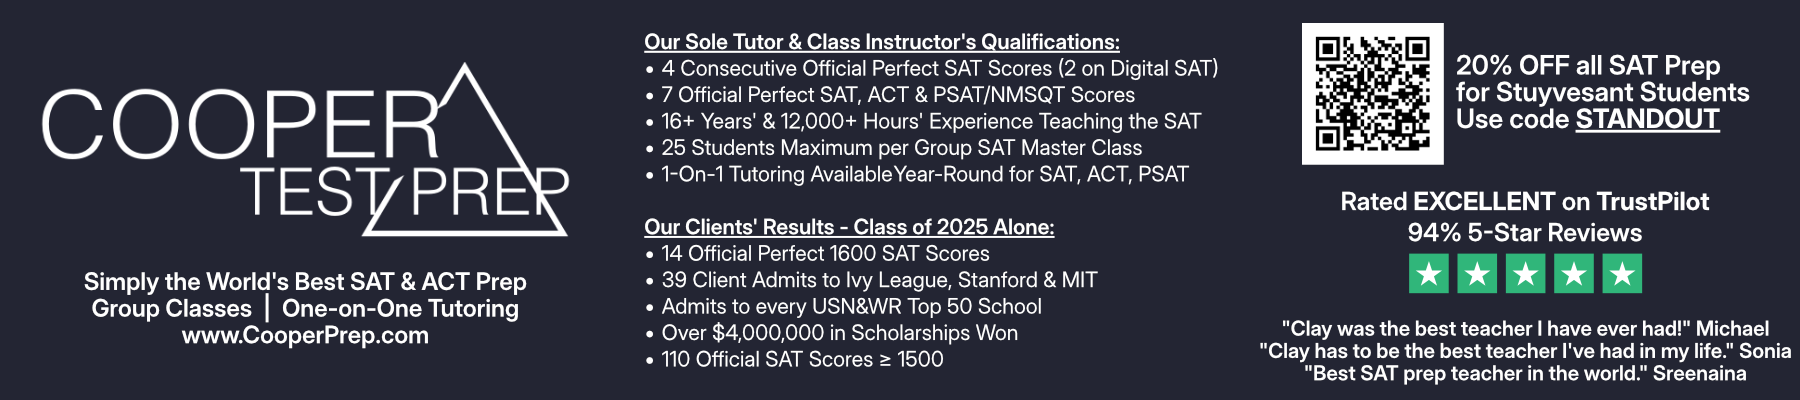 COOPER
TEST PREP
Simply the World's Best SAT & ACT Prep
Group Classes | One-on-One Tutoring
www.CooperPrep.com
Our Sole Tutor & Class Instructor's Qualifications:
• 4 Consecutive Official Perfect SAT Scores (2 on Digital SAT)
• 7 Official Perfect SAT, ACT & PSAT/NMSQT Scores
• 16+ Years' & 12,000+ Hours' Experience Teaching the SAT
• 25 Students Maximum per Group SAT Master Class
• 1-On-1 Tutoring AvailableYear-Round for SAT, ACT, PSAT
Our Clients' Results - Class of 2025 Alone:
• 14 Official Perfect 1600 SAT Scores
• 39 Client Admits to Ivy League, Stanford & MIT
• Admits to every USN&WR Top 50 School
• Over $4,000,000 in Scholarships Won
• 110 Official SAT Scores ≥ 1500
20% OFF all SAT Prep
for Stuyvesant Students
Use code STANDOUT
Rated EXCELLENT on TrustPilot
94% 5-Star Reviews
"Clay was the best teacher I have ever had!" Michael
"Clay has to be the best teacher I've had in my life." Sonia
"Best SAT prep teacher in the world." Sreenaina